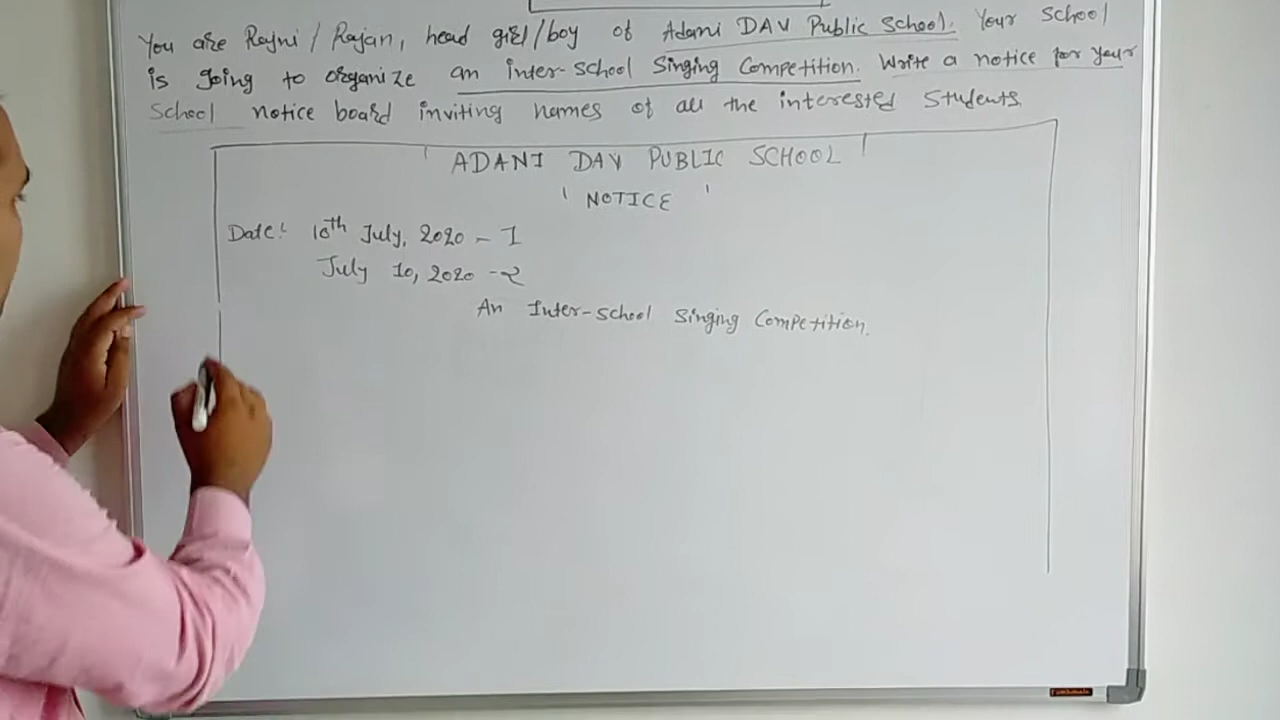 You are Rajni / Rajan, head girl/boy of Adani DAV Public School. Your School
is going to organize an inter-school Singing Competition. Write a notice for your
School notice board inviting names of all the interested Students.
ADANI DAV PUBLIC SCHOOL
' NOTICE '
Date: 10th July, 2020 - I
July 10, 2020 - 2
An Inter-school Singing Competition.